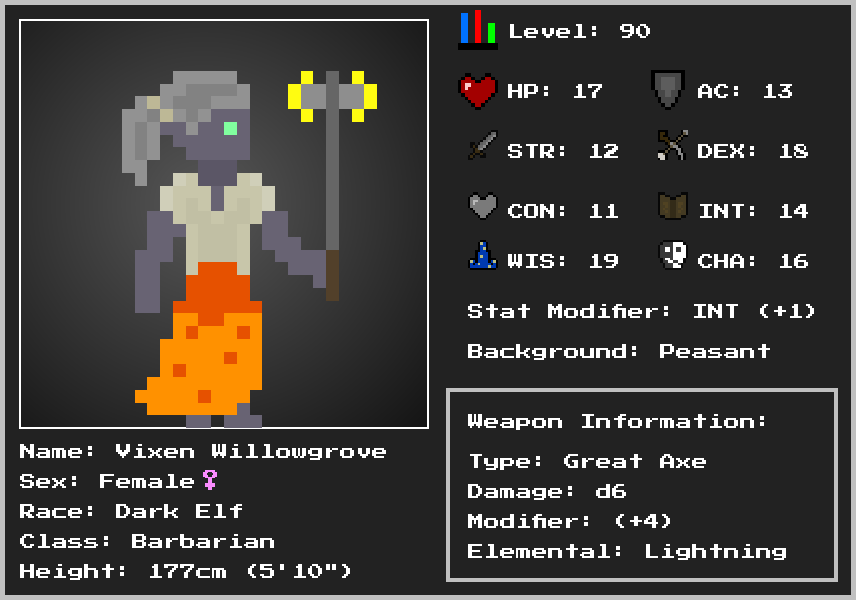 Level: 90
HP: 17 AC: 13
STR: 12 DEX: 18
CON: 11 INT: 14
WIS: 19 CHA: 16
Stat Modifier: INT (+1)
Background: Peasant
Weapon Information:
Type: Great Axe
Damage: d6
Modifier: (+4)
Elemental: Lightning
Name: Vixen Willowgrove
Sex: Female♀
Race: Dark Elf
Class: Barbarian
Height: 177cm (5'10")